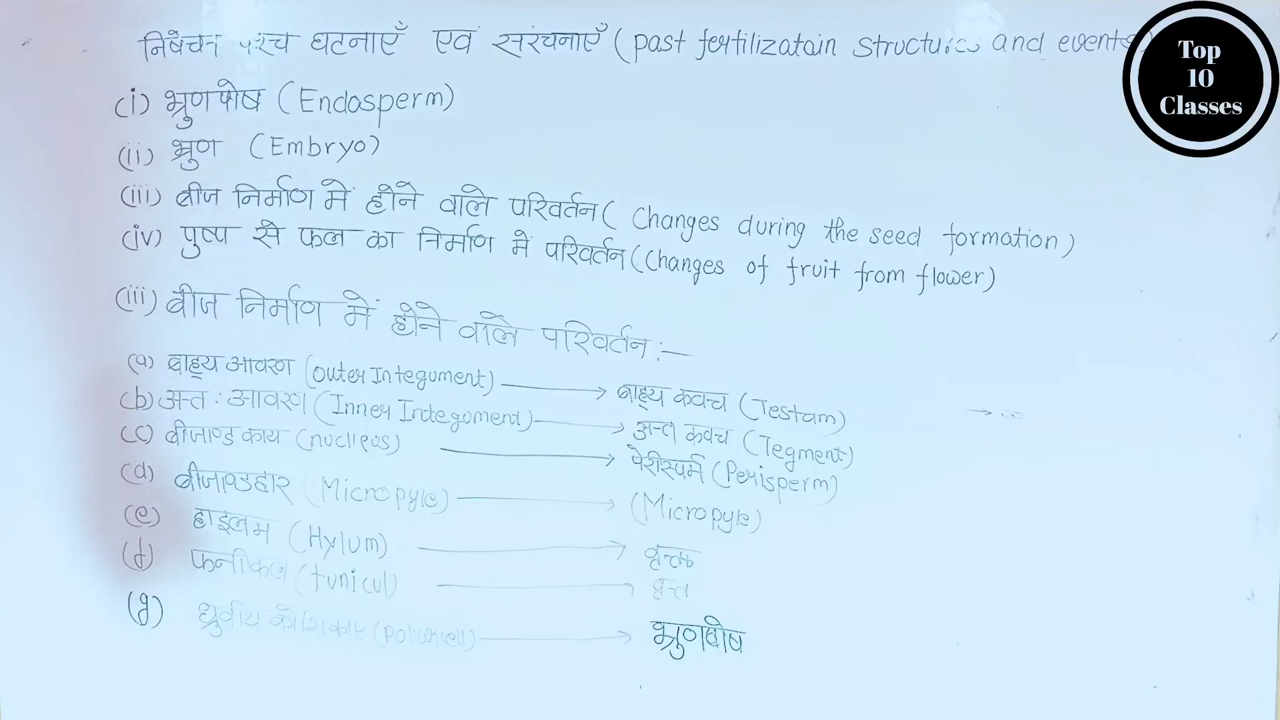 निषेचन पश्च घटनाएँ एवं संरचनाएँ (past fertilizatain structures and events)
Top
10
Classes
(i) भ्रुणपोष (Endosperm)
(ii) भ्रुण (Embryo)
(iii) बीज निर्माण में होने वाले परिवर्तन ( Changes during the seed formation)
(iv) पुष्प से फल का निर्माण में परिवर्तन (Changes of fruit from flower)
(iii) बीज निर्माण में होने वाले परिवर्तन :—
(a) बाह्य आवरण (outer Integument) → बाह्य कवच (Testam)
(b) अन्त : आवरण (Inner Integument) → अन्त कवच (Tegment)
(c) बीजाण्डकाय (nucleus) → पेरीस्पर्म (Perisperm)
(d) बीजाण्डद्वार (Micropyle) → (Micropyle)
(e) हाइलम (Hylum) → वृन्तक
(f) फनीकल (funicul) → वृन्त
(g) ध्रुवीय कोशिकाए (polarcell) → भ्रुणपोष